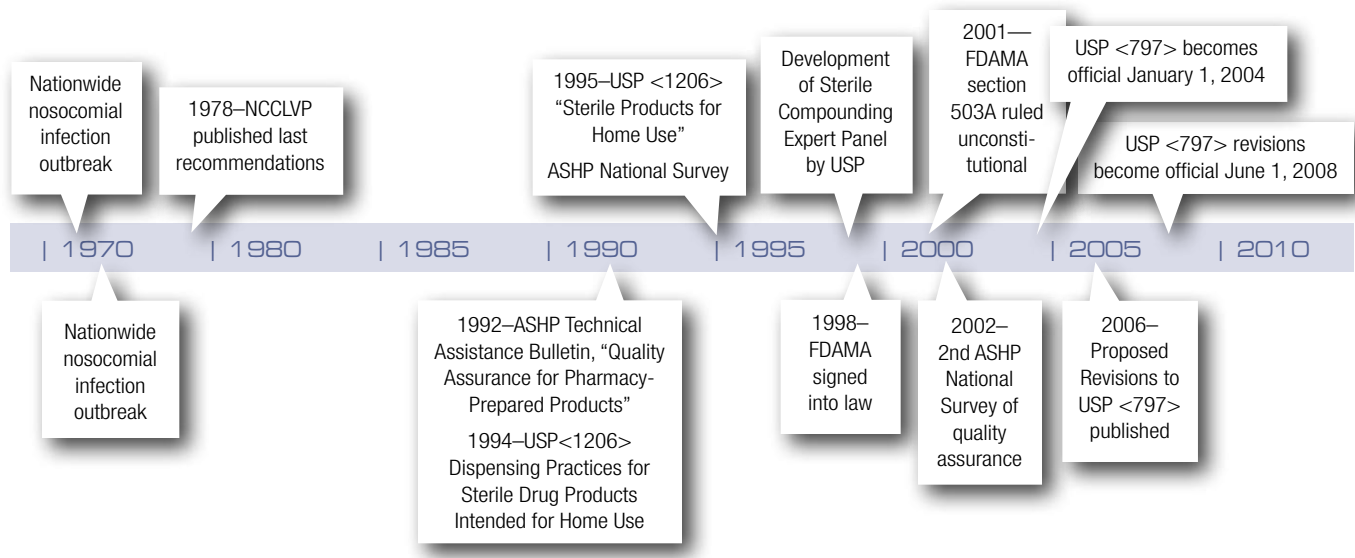 Nationwide
nosocomial
infection
outbreak
1978–NCCLVP
published last
recommendations
1995–USP <1206>
“Sterile Products for
Home Use”
ASHP National Survey
Development
of Sterile
Compounding
Expert Panel
by USP
2001—
FDAMA
section
503A ruled
unconsti-
tutional
USP <797> becomes
official January 1, 2004
USP <797> revisions
become official June 1, 2008
| 1970 | 1980 | 1985 | 1990 | 1995 | 2000 | 2005 | 2010
Nationwide
nosocomial
infection
outbreak
1992–ASHP Technical
Assistance Bulletin, “Quality
Assurance for Pharmacy-
Prepared Products”
1994–USP<1206>
Dispensing Practices for
Sterile Drug Products
Intended for Home Use
1998–
FDAMA
signed
into law
2002–
2nd ASHP
National
Survey of
quality
assurance
2006–
Proposed
Revisions to
USP <797>
published